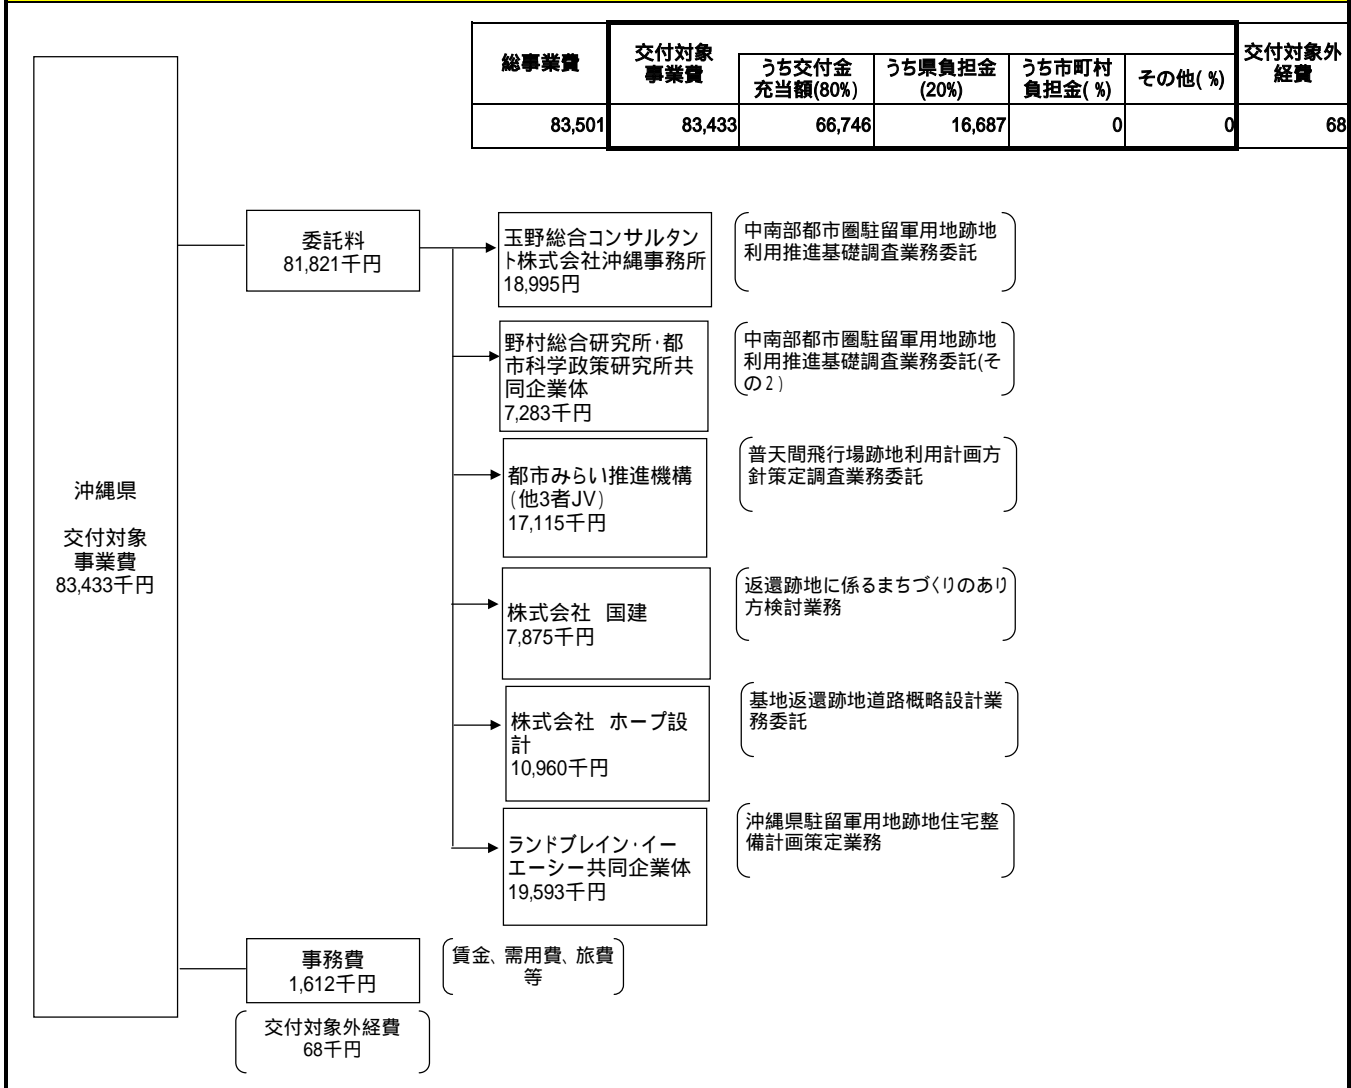 総事業費
交付対象
事業費
うち交付金
充当額(80%)
うち県負担金
(20%)
うち市町村
負担金( %)
その他( %)
交付対象外
経費
83,501
83,433
66,746
16,687
0
0
68
沖縄県
交付対象
事業費
83,433千円
委託料
81,821千円
玉野総合コンサルタン
ト株式会社沖縄事務所
18,995円
中南部都市圏駐留軍用地跡地
利用推進基礎調査業務委託
野村総合研究所・都
市科学政策研究所共
同企業体
7,283千円
中南部都市圏駐留軍用地跡地
利用推進基礎調査業務委託(そ
の2)
都市みらい推進機構
(他3者JV)
17,115千円
普天間飛行場跡地利用計画方
針策定調査業務委託
株式会社 国建
7,875千円
返還跡地に係るまちづくりのあり
方検討業務
株式会社 ホープ設
計
10,960千円
基地返還跡地道路概略設計業
務委託
ランドブレイン・イー
エーシー共同企業体
19,593千円
沖縄県駐留軍用地跡地住宅整
備計画策定業務
事務費
1,612千円
賃金、需用費、旅費
等
交付対象外経費
68千円